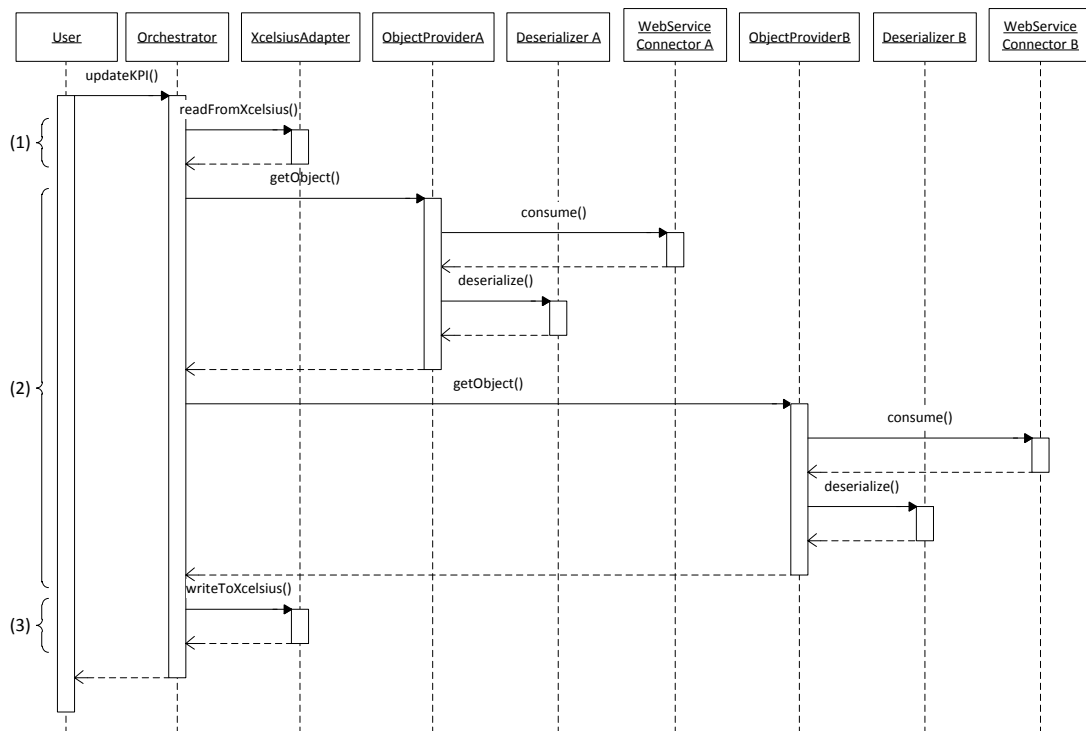 User
Orchestrator
XcelsiusAdapter
ObjectProviderA
Deserializer A
WebService
Connector A
ObjectProviderB
Deserializer B
WebService
Connector B
updateKPI()
readFromXcelsius()
(1)
getObject()
consume()
deserialize()
(2)
getObject()
consume()
deserialize()
writeToXcelsius()
(3)